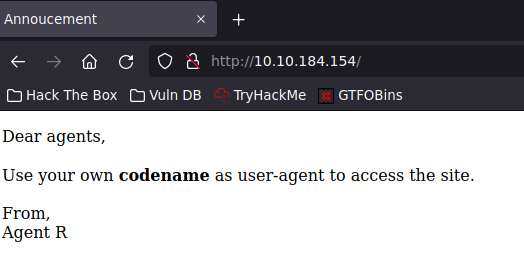 Annoucement
http://10.10.184.154/
Hack The Box Vuln DB TryHackMe GTFOBins
Dear agents,
Use your own codename as user-agent to access the site.
From,
Agent R